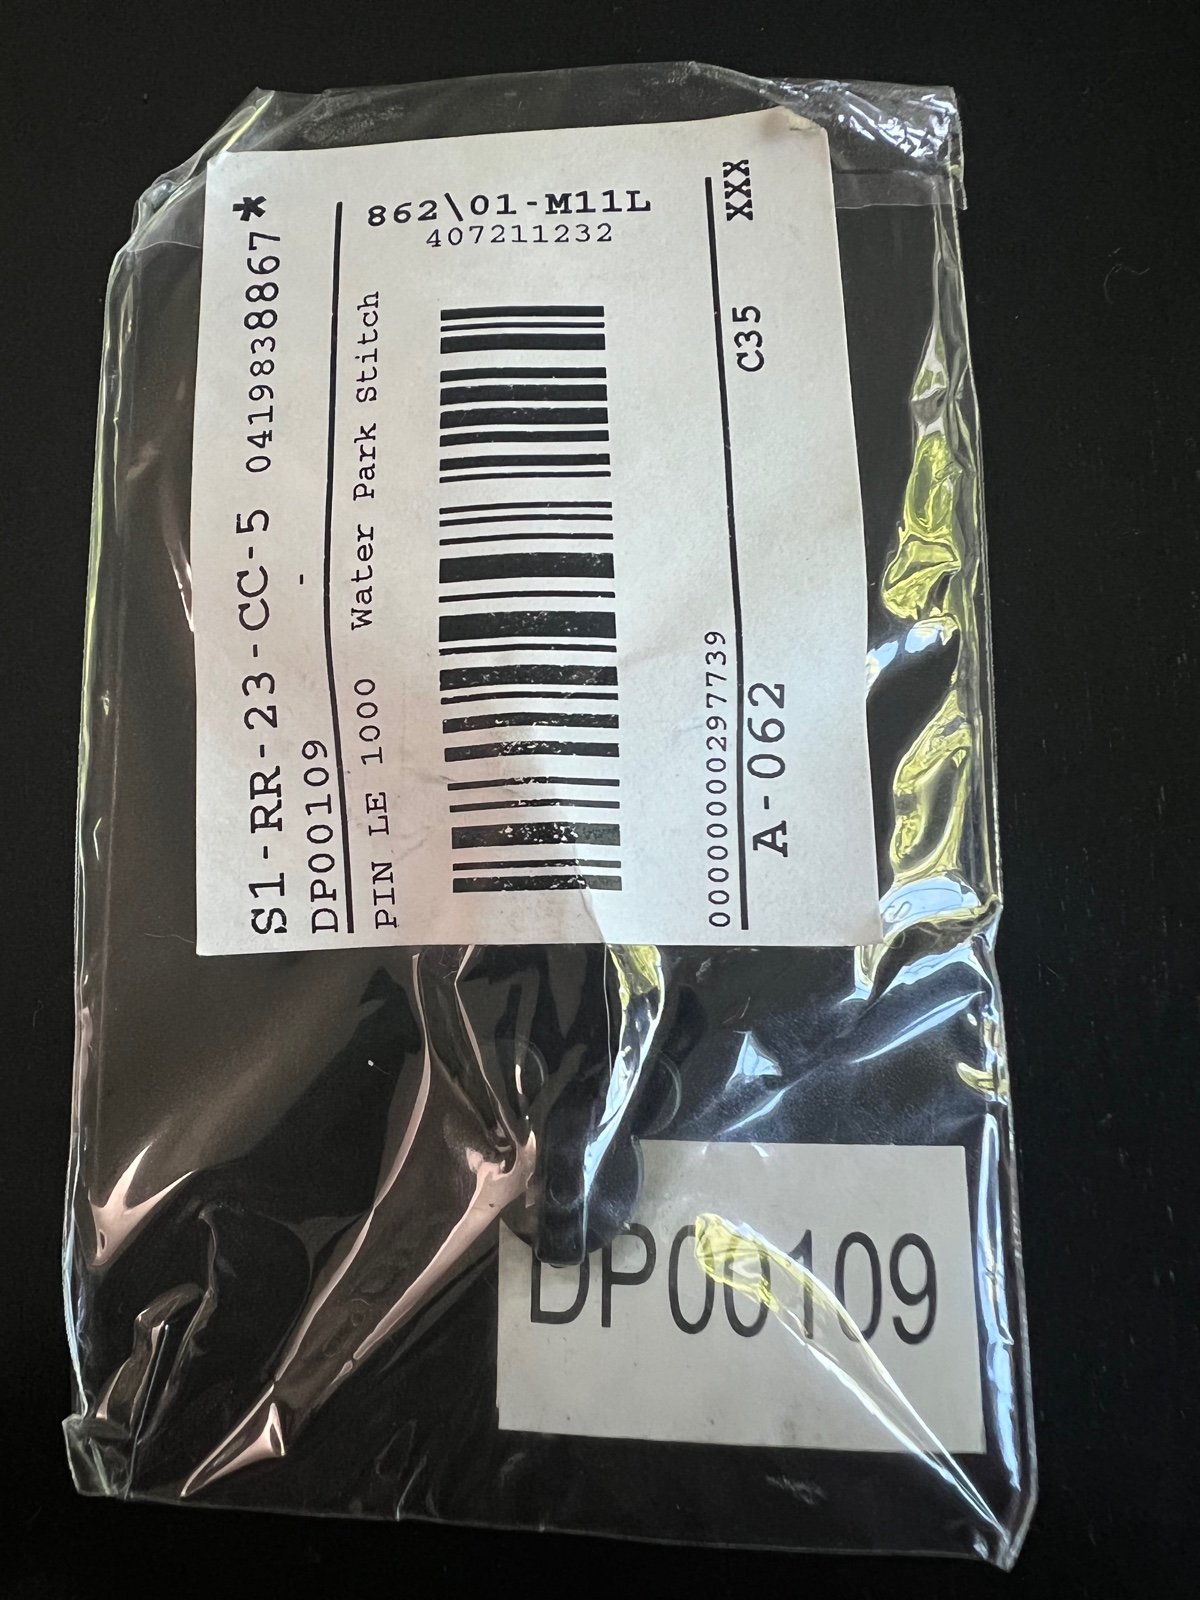 862\01-M11L
407211232
S1-RR-23-CC-5 0419838867*
DP00109 -
PIN LE 1000 Water Park Stitch
000000000297739
XXX
C35
A-062
DP00109